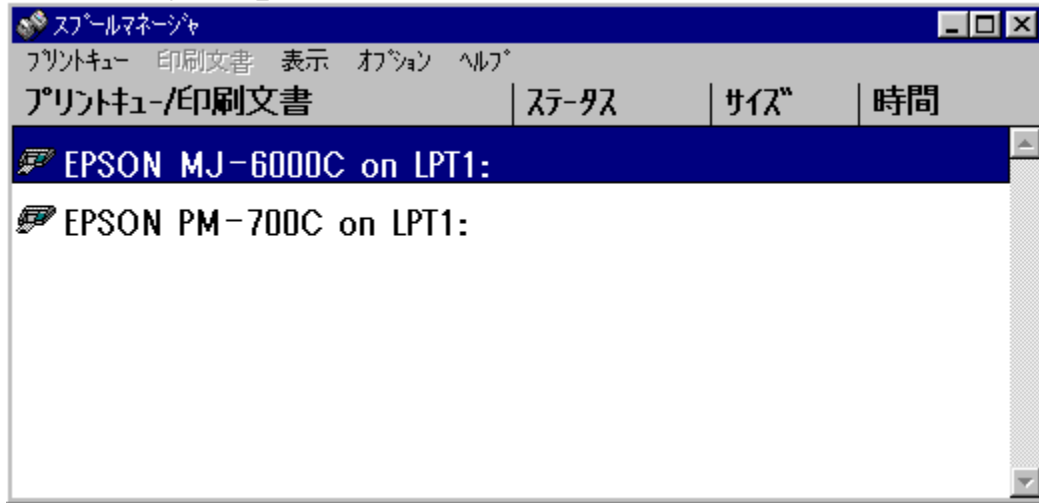 ｽﾌﾟｰﾙﾏﾈｰｼﾞｬ
ﾌﾟﾘﾝﾄｷｭｰ 印刷文書 表示 ｵﾌﾟｼｮﾝ ﾍﾙﾌﾟ
ﾌﾟﾘﾝﾄｷｭｰ/印刷文書 ｽﾃｰﾀｽ ｻｲｽﾞ 時間
EPSON MJ-6000C on LPT1:
EPSON PM-700C on LPT1: